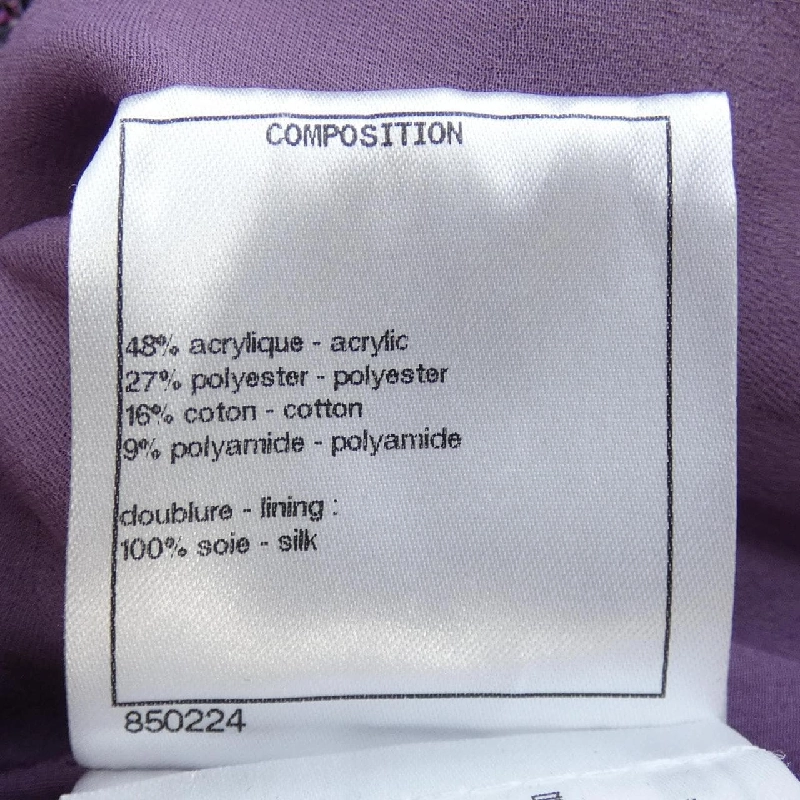 COMPOSITION
48% acrylique - acrylic
27% polyester - polyester
16% coton - cotton
9% polyamide - polyamide
doublure - lining :
100% soie - silk
850224